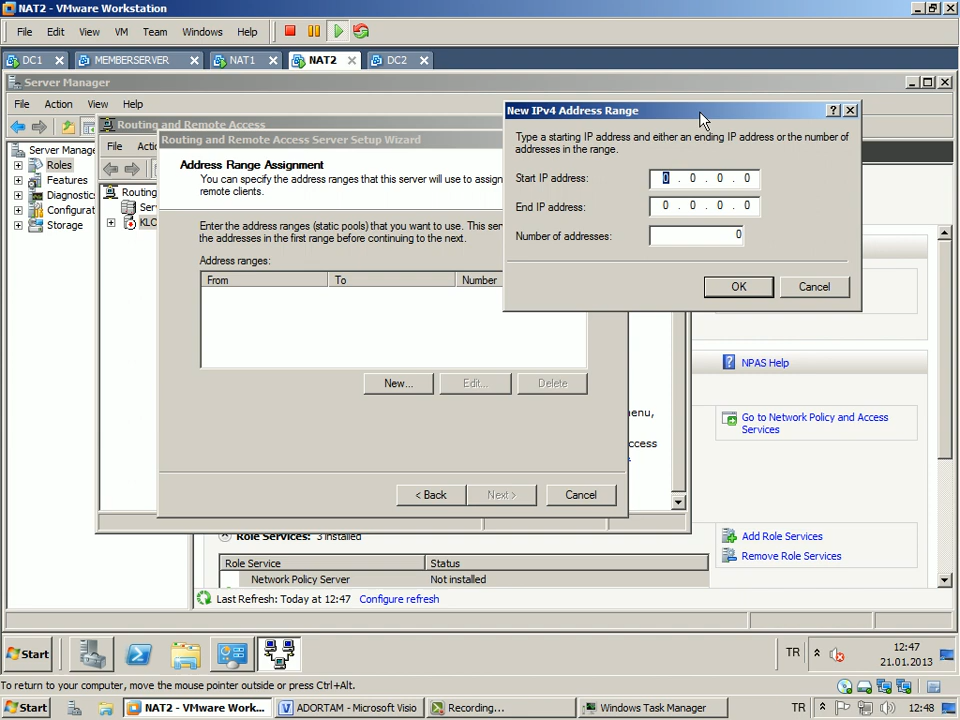 NAT2 - VMware Workstation
File Edit View VM Team Windows Help
DC1 MEMBERSERVER NAT1 NAT2 DC2
Server Manager
File Action View Help
Server Manage
Roles
Features
Diagnostic
Configurat
Storage
Routing and Remote Access
File Actio
Routing
Ser
KLC
Routing and Remote Access Server Setup Wizard
Address Range Assignment
You can specify the address ranges that this server will use to assign
remote clients.
Enter the address ranges (static pools) that you want to use. This ser
the addresses in the first range before continuing to the next.
Address ranges:
From To Number
New... Edit... Delete
< Back Next > Cancel
New IPv4 Address Range
Type a starting IP address and either an ending IP address or the number of
addresses in the range.
Start IP address: 0 . 0 . 0 . 0
End IP address: 0 . 0 . 0 . 0
Number of addresses: 0
OK Cancel
NPAS Help
enu,
ccess
Go to Network Policy and Access
Services
Role Services: 3 installed
Add Role Services
Remove Role Services
Role Service Status
Network Policy Server Not installed
Last Refresh: Today at 12:47 Configure refresh
Start TR 12:47
21.01.2013
To return to your computer, move the mouse pointer outside or press Ctrl+Alt.
Start NAT2 - VMware Work... ADORTAM - Microsoft Visio Recording... Windows Task Manager TR 12:48